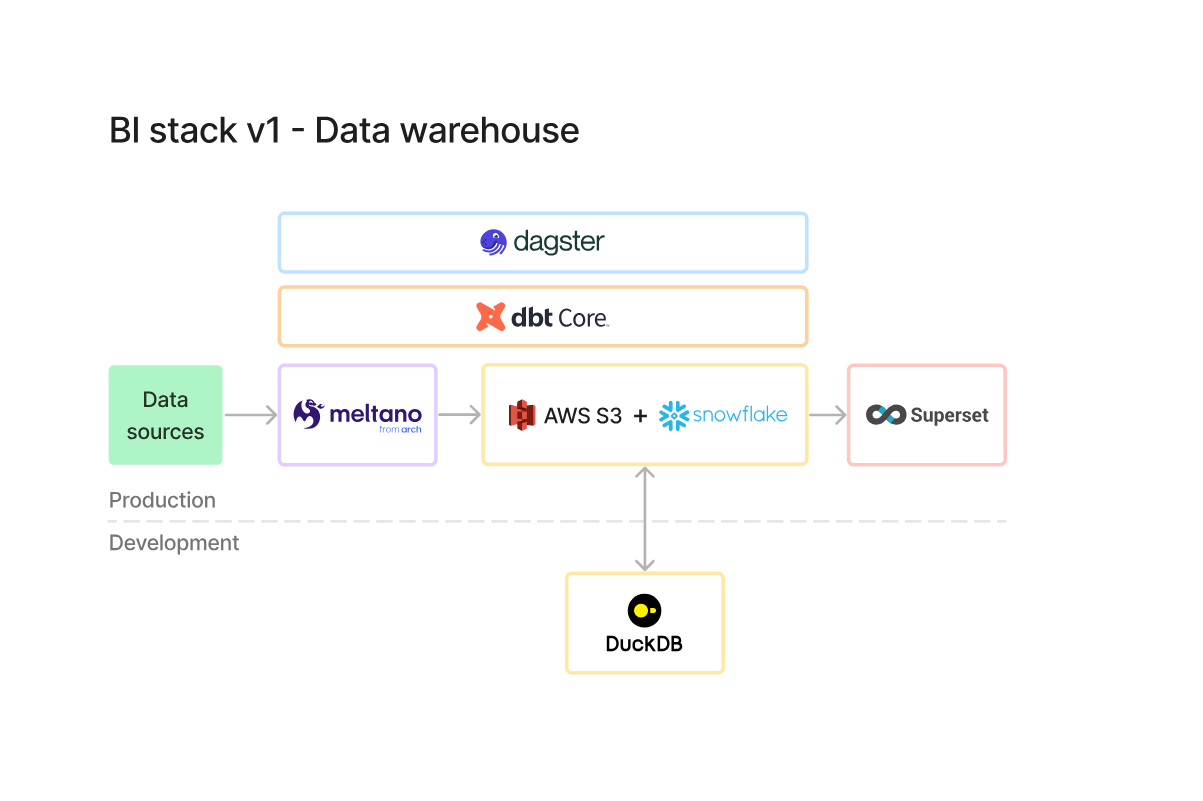 BI stack v1 - Data warehouse
dagster
dbt Core™
Data
sources
meltano
from arch
AWS S3 + snowflake
Superset
Production
Development
DuckDB